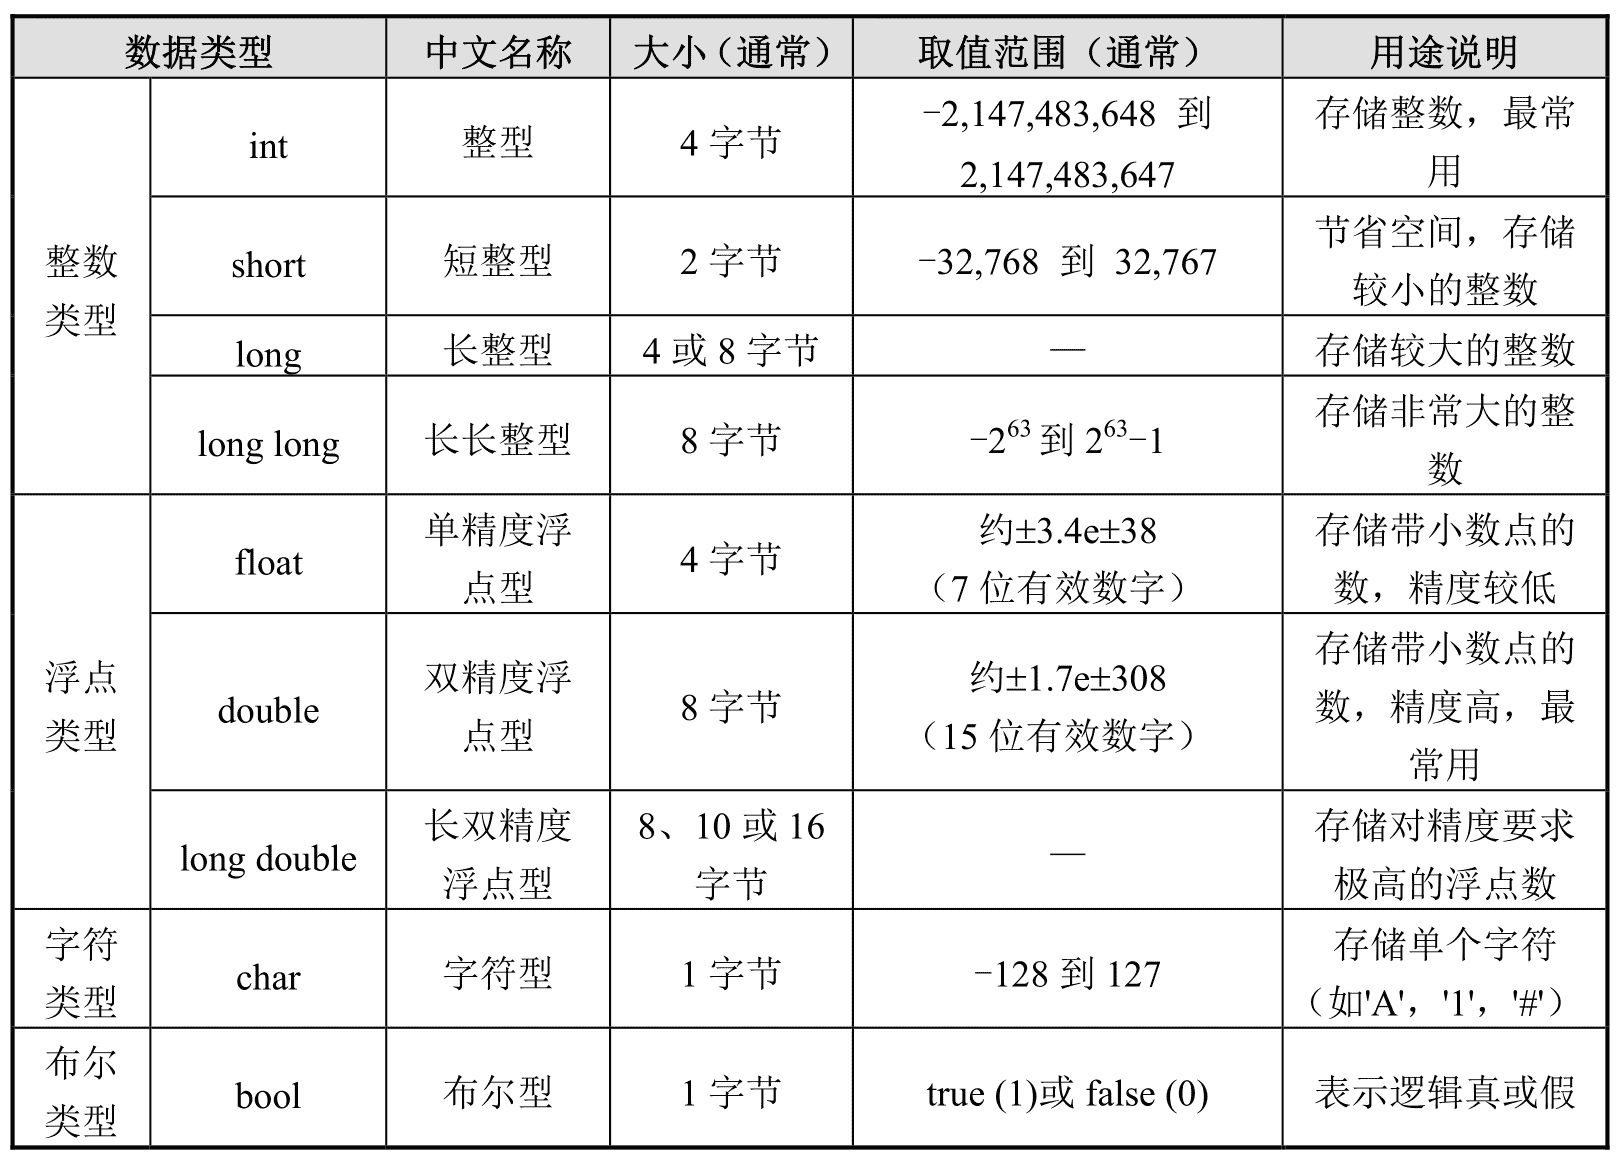 数据类型 中文名称 大小（通常） 取值范围（通常） 用途说明
整数
类型
int 整型 4 字节
-2,147,483,648 到
2,147,483,647
存储整数，最常
用
short 短整型 2 字节 -32,768 到 32,767
节省空间，存储
较小的整数
long 长整型 4 或 8 字节 — 存储较大的整数
long long 长长整型 8 字节 -2⁶³ 到 2⁶³-1
存储非常大的整
数
浮点
类型
float
单精度浮
点型
4 字节
约±3.4e±38
（7 位有效数字）
存储带小数点的
数，精度较低
double
双精度浮
点型
8 字节
约±1.7e±308
（15 位有效数字）
存储带小数点的
数，精度高，最
常用
long double
长双精度
浮点型
8、10 或 16
字节
—
存储对精度要求
极高的浮点数
字符
类型
char 字符型 1 字节 -128 到 127
存储单个字符
（如'A'，'1'，'#'）
布尔
类型
bool 布尔型 1 字节 true (1)或 false (0) 表示逻辑真或假